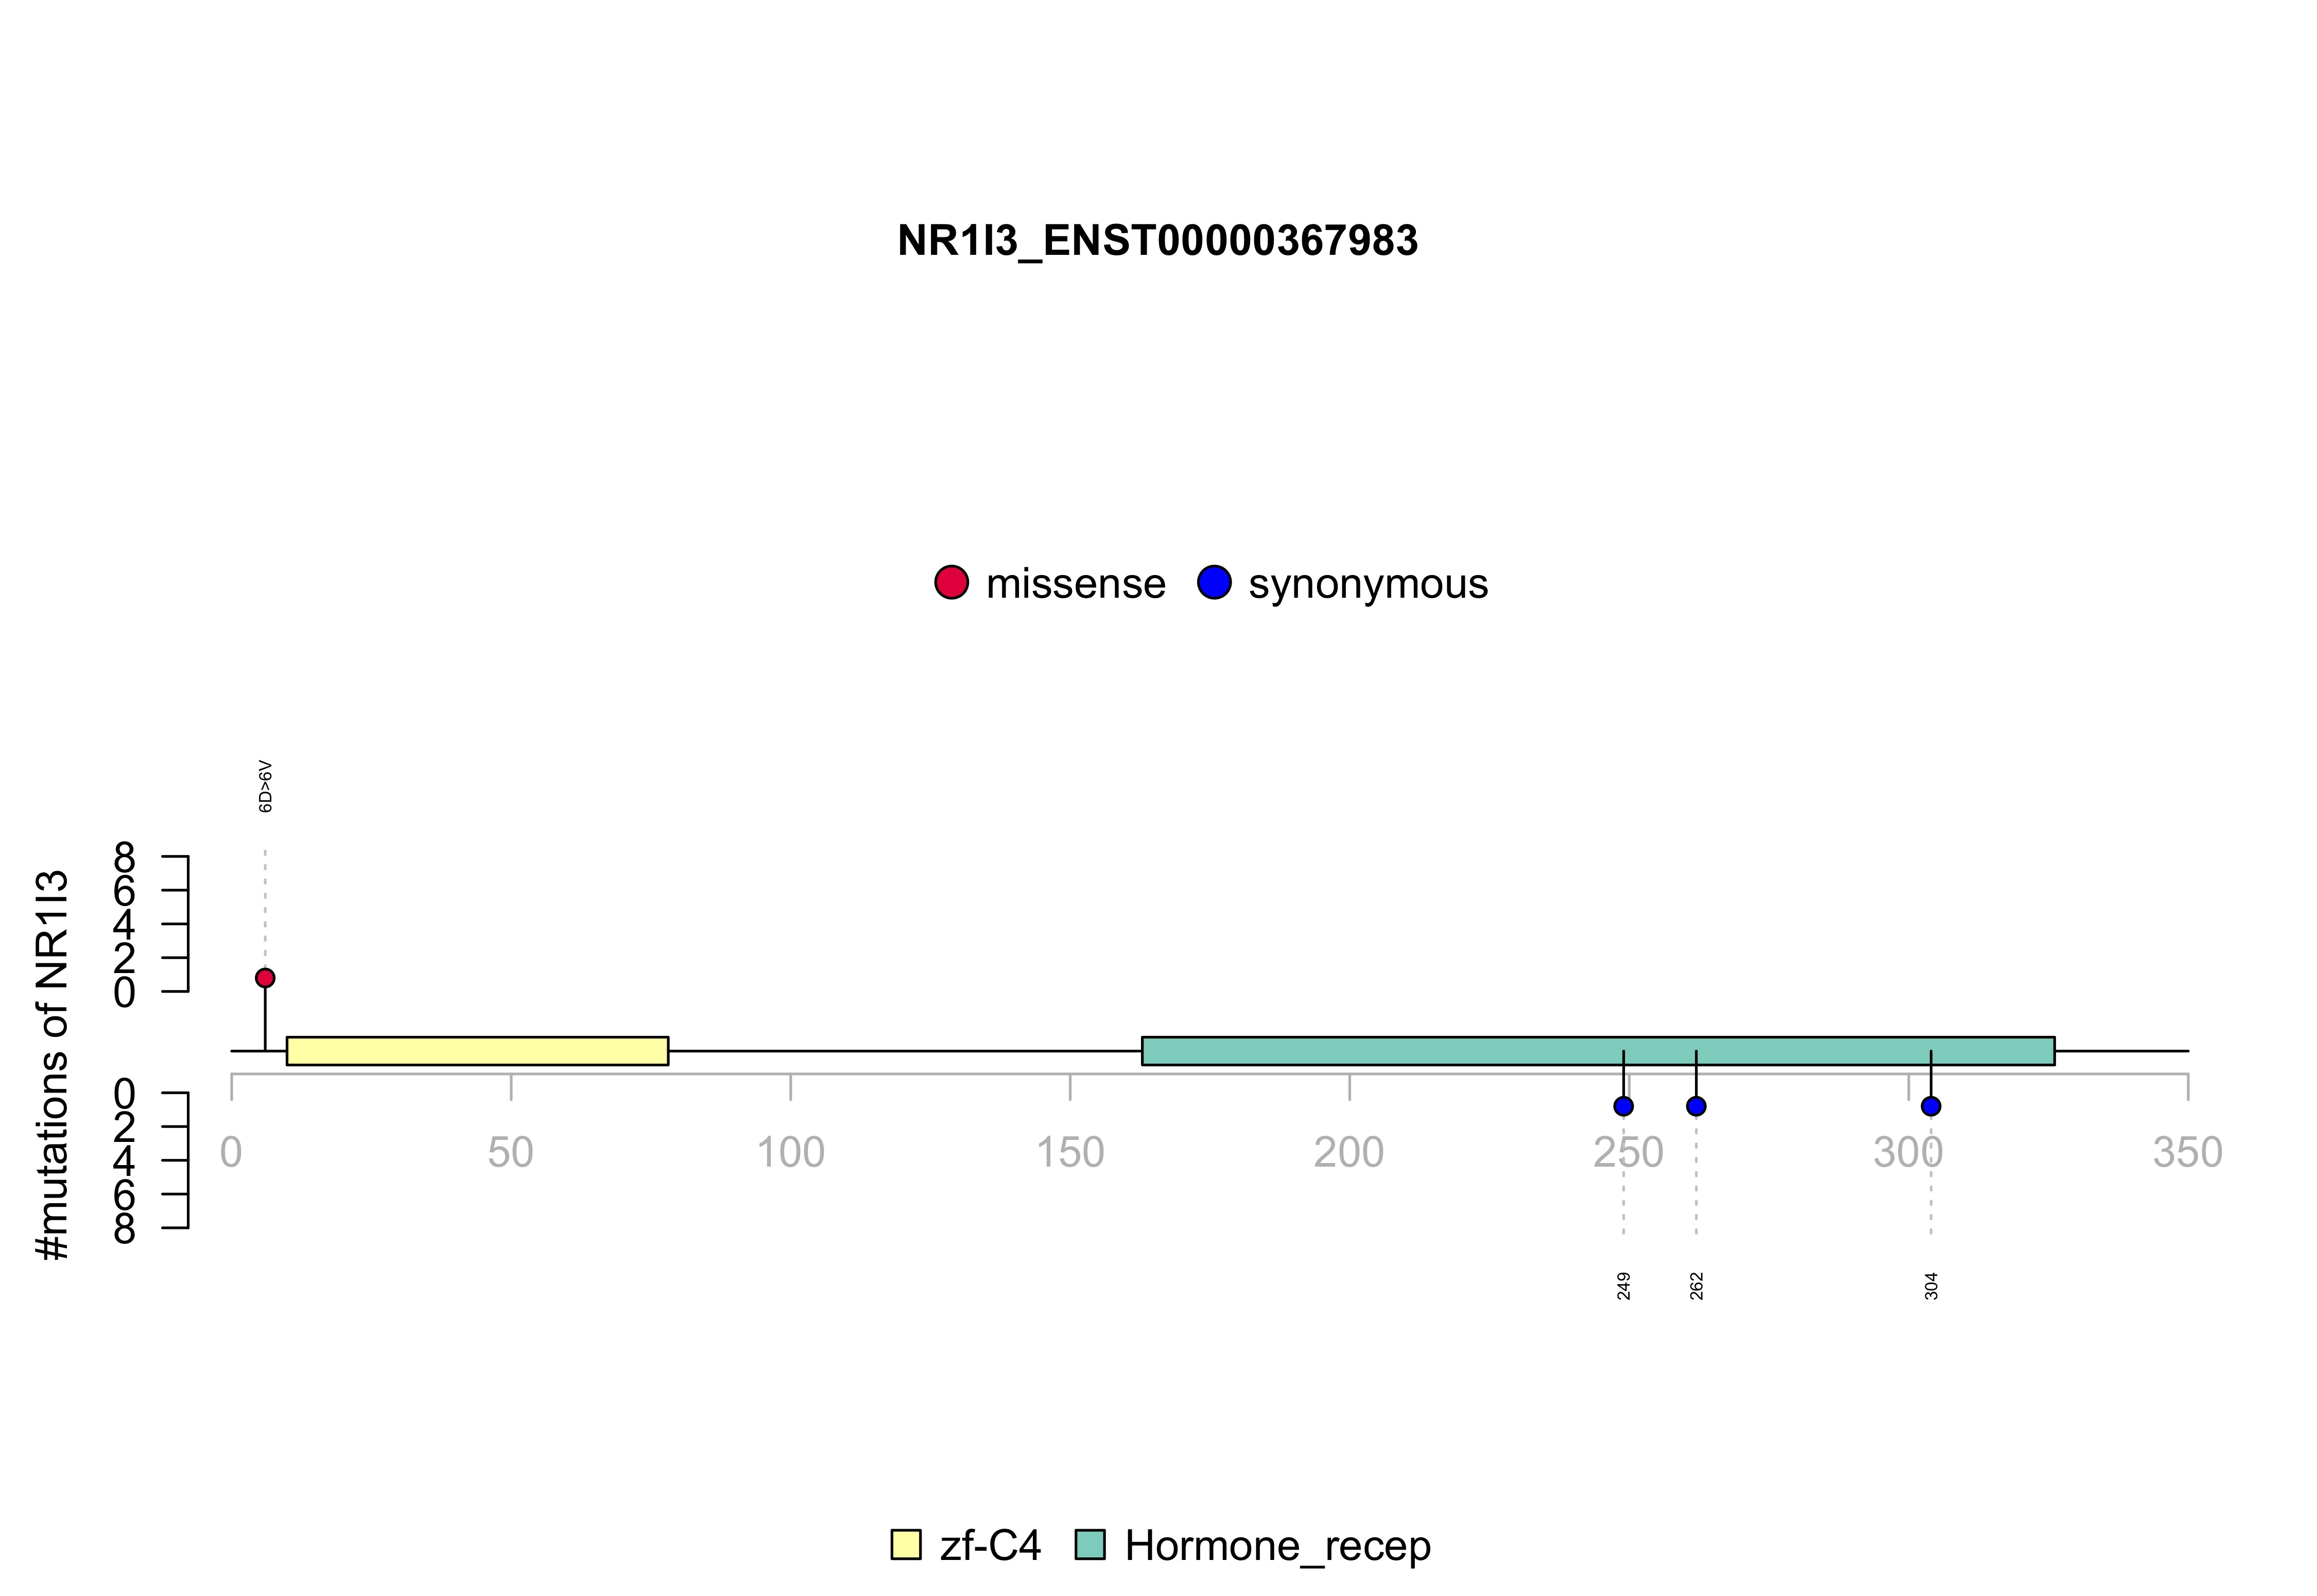 NR1I3_ENST00000367983
missense synonymous
6D>6V
#mutations of NR1I3
8
6
4
2
0
0
2
4
6
8
0 50 100 150 200 250 300 350
249 262 304
zf-C4 Hormone_recep